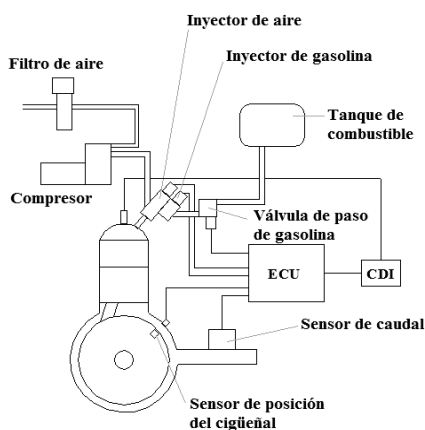 Inyector de aire
Inyector de gasolina
Filtro de aire
Tanque de
combustible
Compresor
Válvula de paso
de gasolina
ECU
CDI
Sensor de caudal
Sensor de posición
del cigüeñal